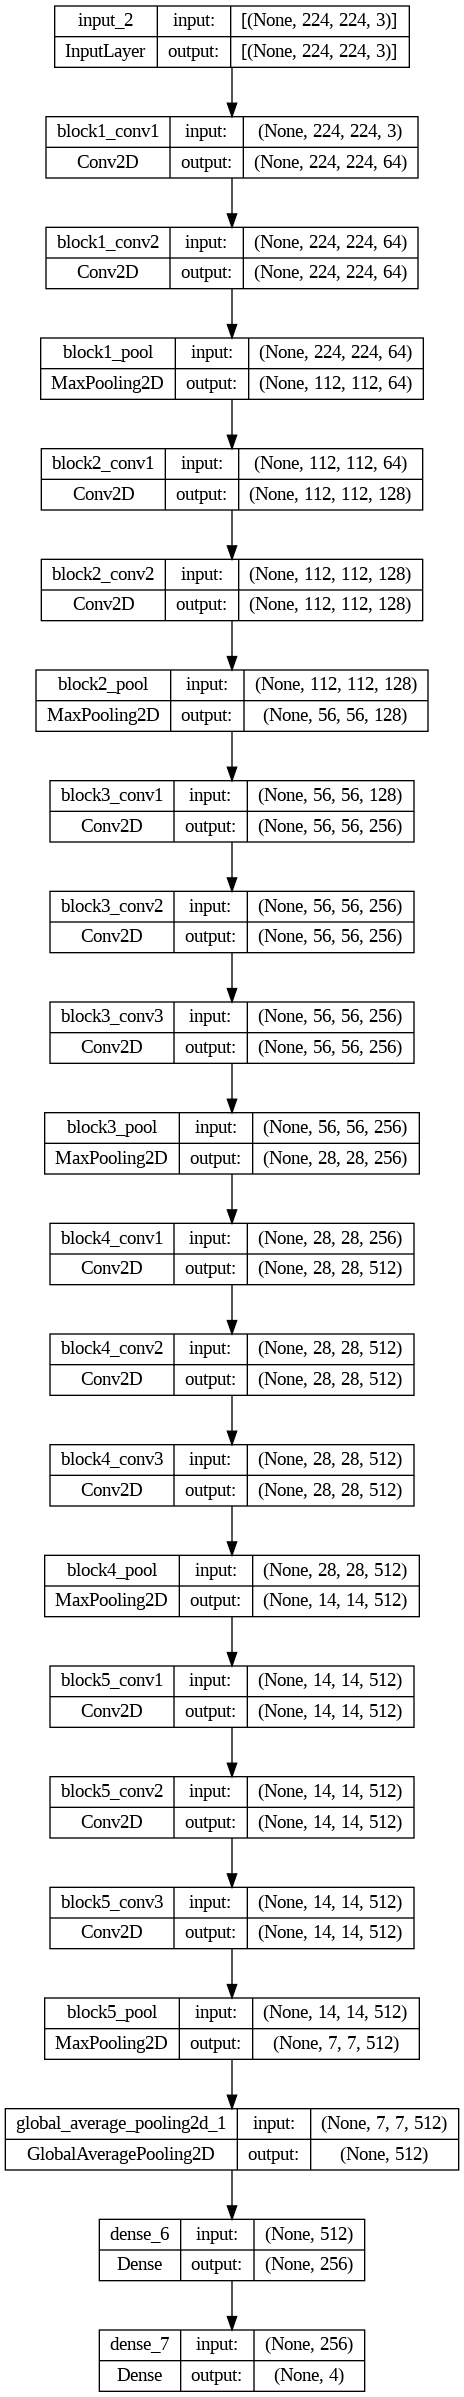 input_2 input: [(None, 224, 224, 3)]
InputLayer output: [(None, 224, 224, 3)]
block1_conv1 input: (None, 224, 224, 3)
Conv2D output: (None, 224, 224, 64)
block1_conv2 input: (None, 224, 224, 64)
Conv2D output: (None, 224, 224, 64)
block1_pool input: (None, 224, 224, 64)
MaxPooling2D output: (None, 112, 112, 64)
block2_conv1 input: (None, 112, 112, 64)
Conv2D output: (None, 112, 112, 128)
block2_conv2 input: (None, 112, 112, 128)
Conv2D output: (None, 112, 112, 128)
block2_pool input: (None, 112, 112, 128)
MaxPooling2D output: (None, 56, 56, 128)
block3_conv1 input: (None, 56, 56, 128)
Conv2D output: (None, 56, 56, 256)
block3_conv2 input: (None, 56, 56, 256)
Conv2D output: (None, 56, 56, 256)
block3_conv3 input: (None, 56, 56, 256)
Conv2D output: (None, 56, 56, 256)
block3_pool input: (None, 56, 56, 256)
MaxPooling2D output: (None, 28, 28, 256)
block4_conv1 input: (None, 28, 28, 256)
Conv2D output: (None, 28, 28, 512)
block4_conv2 input: (None, 28, 28, 512)
Conv2D output: (None, 28, 28, 512)
block4_conv3 input: (None, 28, 28, 512)
Conv2D output: (None, 28, 28, 512)
block4_pool input: (None, 28, 28, 512)
MaxPooling2D output: (None, 14, 14, 512)
block5_conv1 input: (None, 14, 14, 512)
Conv2D output: (None, 14, 14, 512)
block5_conv2 input: (None, 14, 14, 512)
Conv2D output: (None, 14, 14, 512)
block5_conv3 input: (None, 14, 14, 512)
Conv2D output: (None, 14, 14, 512)
block5_pool input: (None, 14, 14, 512)
MaxPooling2D output: (None, 7, 7, 512)
global_average_pooling2d_1 input: (None, 7, 7, 512)
GlobalAveragePooling2D output: (None, 512)
dense_6 input: (None, 512)
Dense output: (None, 256)
dense_7 input: (None, 256)
Dense output: (None, 4)